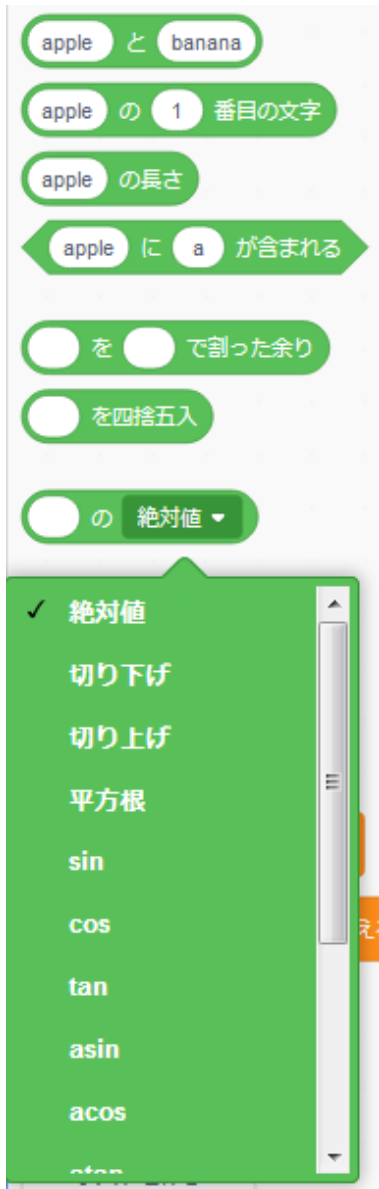 apple と banana
apple の 1 番目の文字
apple の長さ
apple に a が含まれる
を で割った余り
を四捨五入
の 絶対値
✓ 絶対値
切り下げ
切り上げ
平方根
sin
cos
え
tan
asin
acos
atan